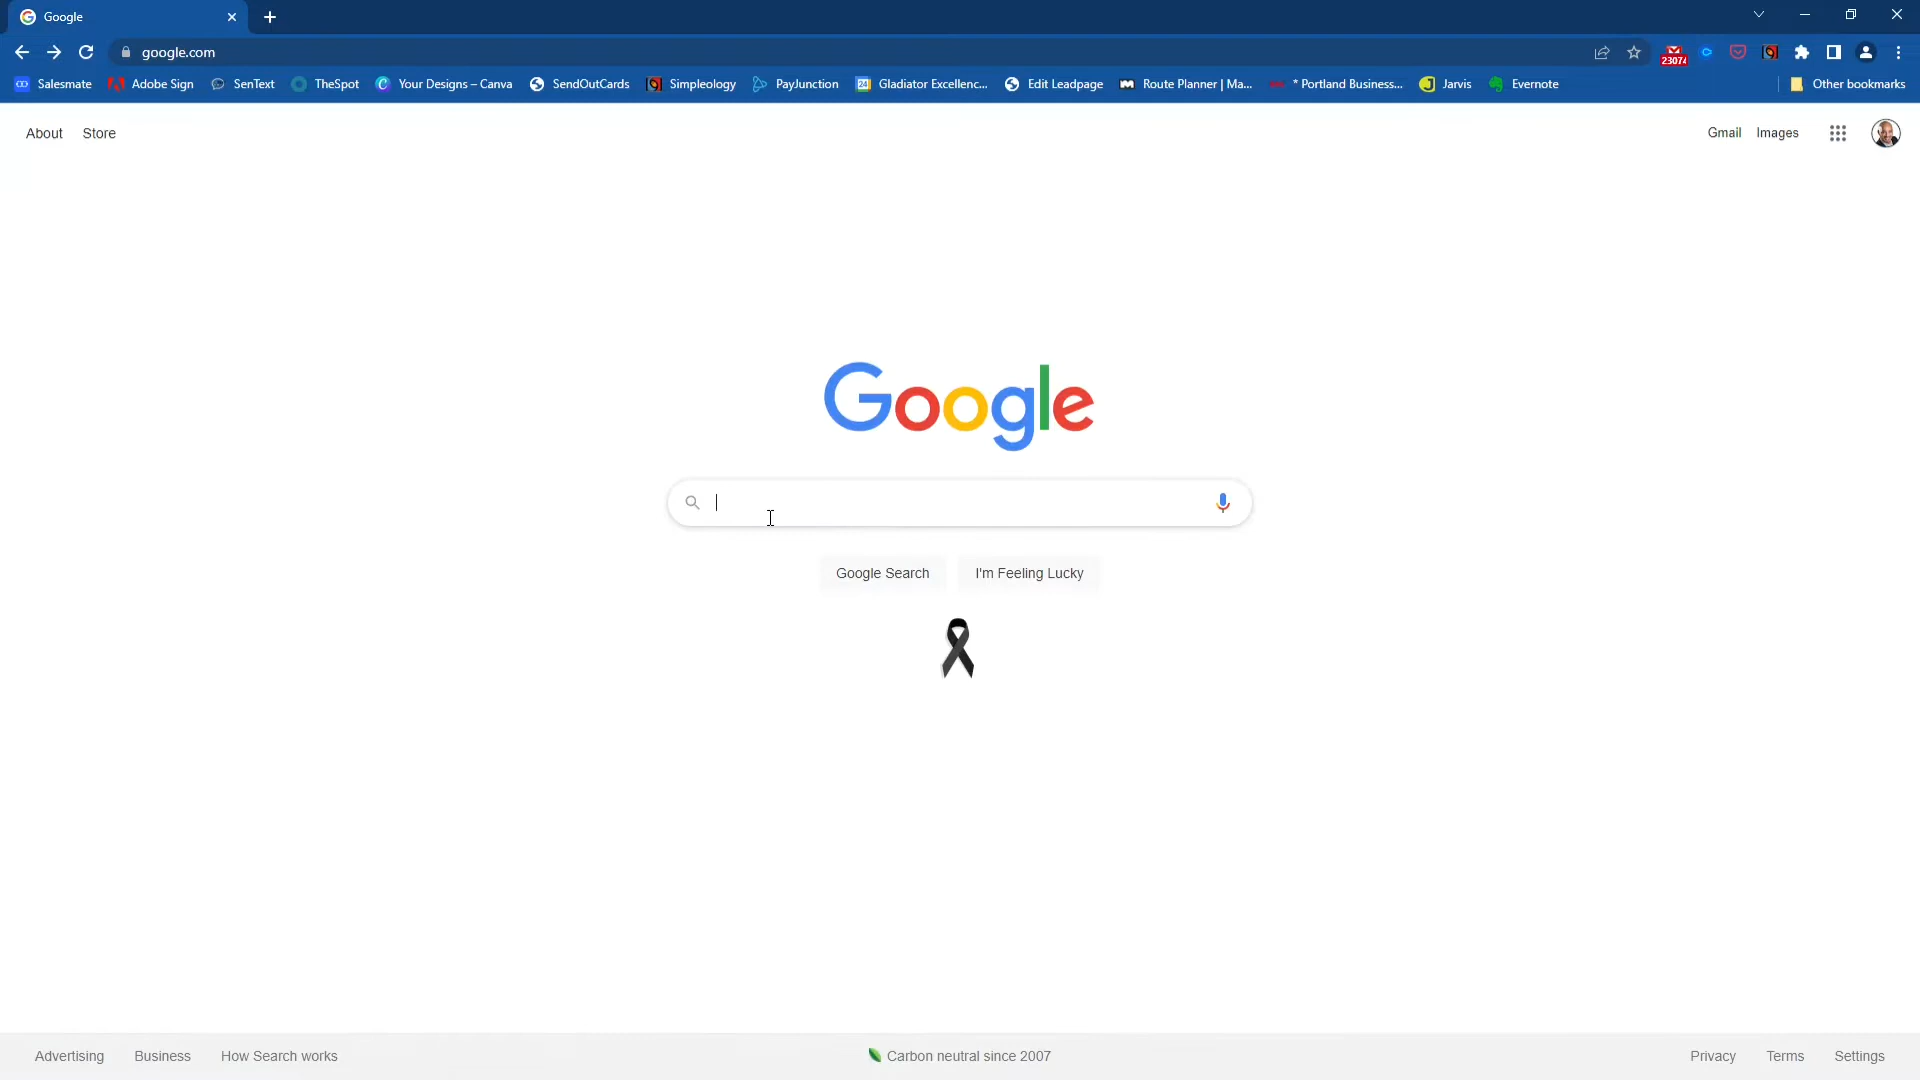 Google
google.com
23074
Salesmate Adobe Sign SenText TheSpot Your Designs – Canva SendOutCards Simpleology PayJunction 24 Gladiator Excellenc... Edit Leadpage Route Planner | Ma... * Portland Business... Jarvis Evernote Other bookmarks
About Store Gmail Images
Google
Google Search I'm Feeling Lucky
Advertising Business How Search works Carbon neutral since 2007 Privacy Terms Settings